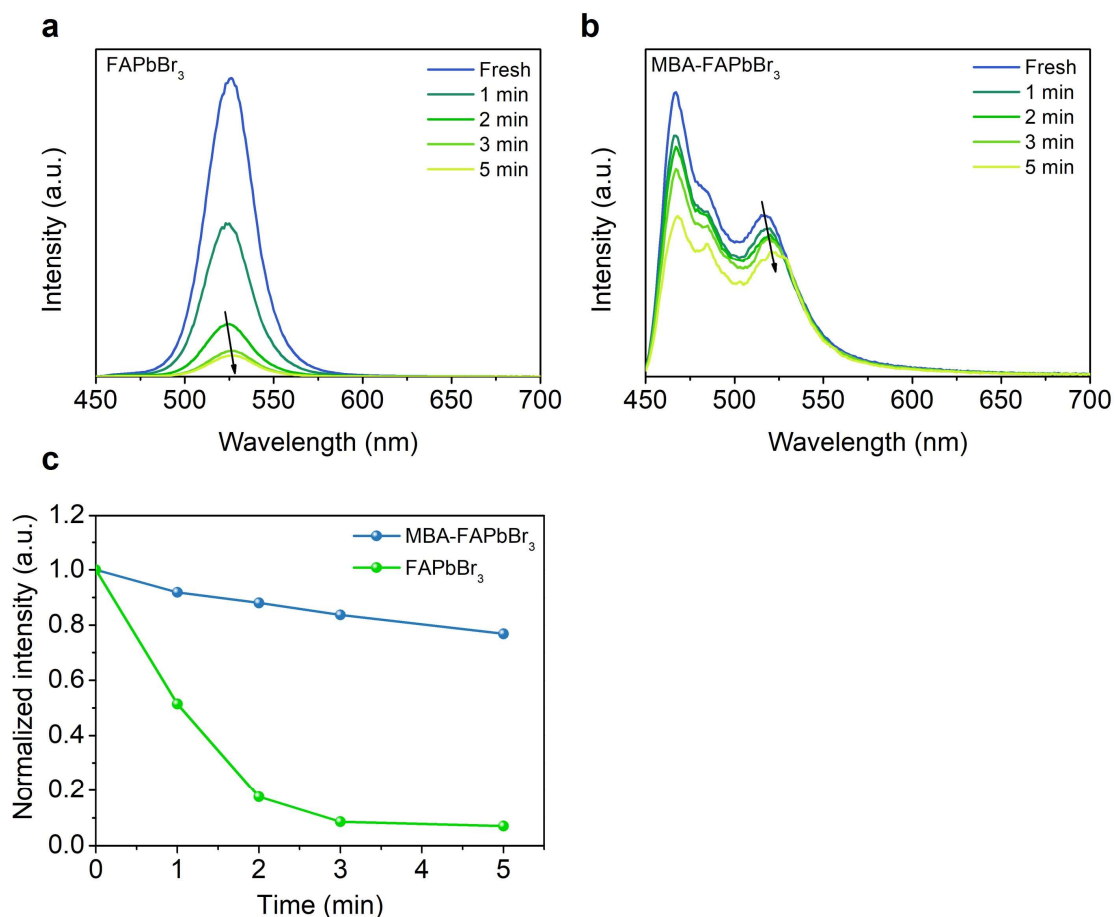 a
FAPbBr₃
Fresh
1 min
2 min
3 min
5 min
Intensity (a.u.)
450 500 550 600 650 700
Wavelength (nm)
b
MBA-FAPbBr₃
Fresh
1 min
2 min
3 min
5 min
Intensity (a.u.)
450 500 550 600 650 700
Wavelength (nm)
c
MBA-FAPbBr₃
FAPbBr₃
Normalized intensity (a.u.)
1.2
1.0
0.8
0.6
0.4
0.2
0.0
0 1 2 3 4 5
Time (min)